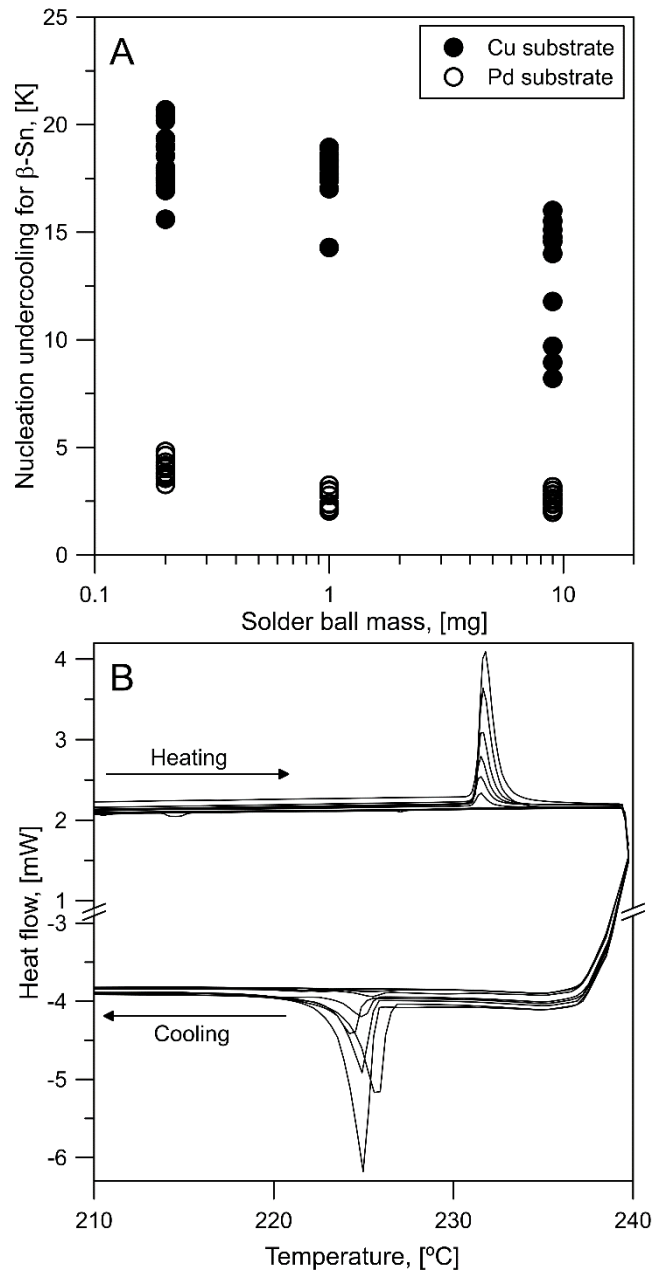 A
Cu substrate
Pd substrate
Nucleation undercooling for β-Sn, [K]
25
20
15
10
5
0
0.1
1
10
Solder ball mass, [mg]
B
Heating
Cooling
Heat flow, [mW]
4
3
2
1
-3
-4
-5
-6
210
220
230
240
Temperature, [ºC]